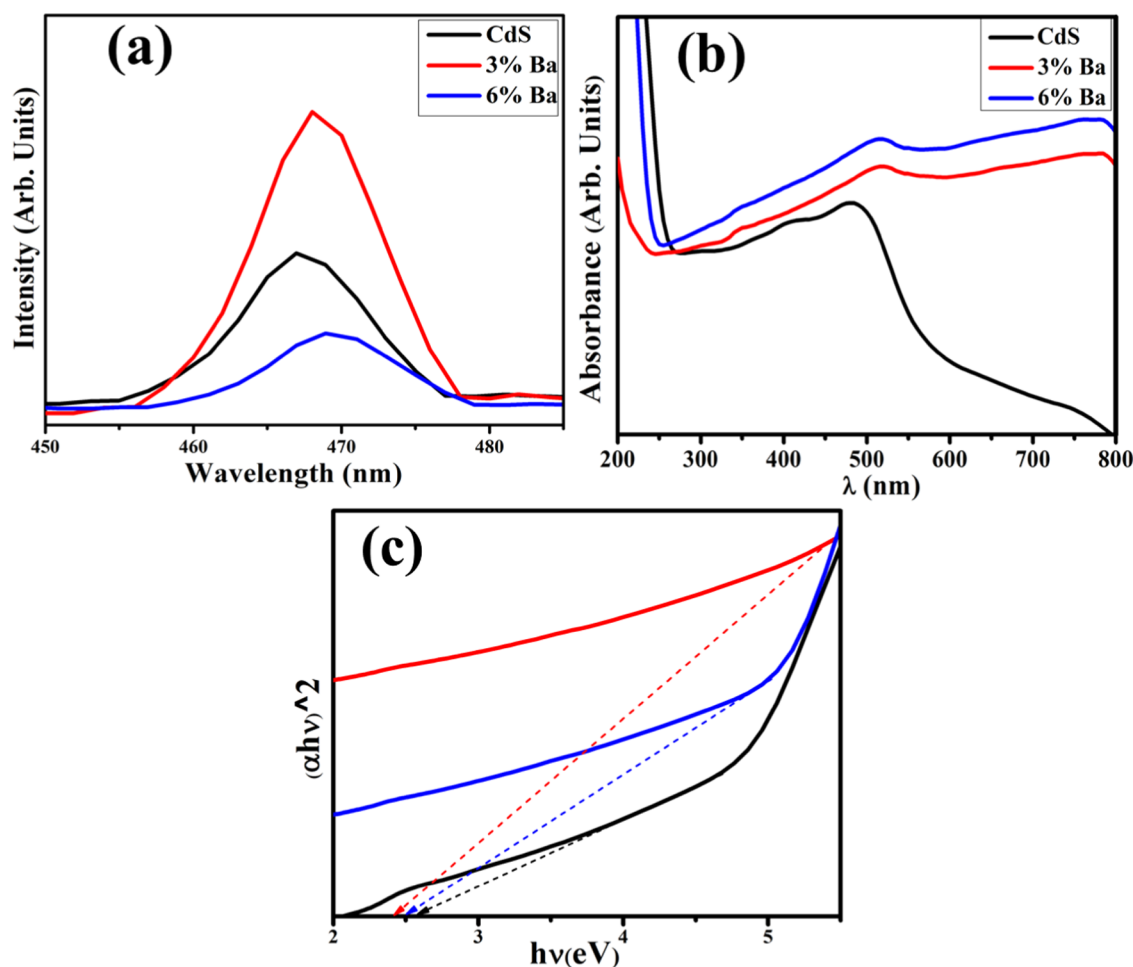 (a)
CdS
3% Ba
6% Ba
Intensity (Arb. Units)
450 460 470 480
Wavelength (nm)
(b)
CdS
3% Ba
6% Ba
Absorbance (Arb. Units)
200 250 300 400 500 600 700 800
λ (nm)
(c)
(αhν)^2
2 3 4 5
hν(eV)